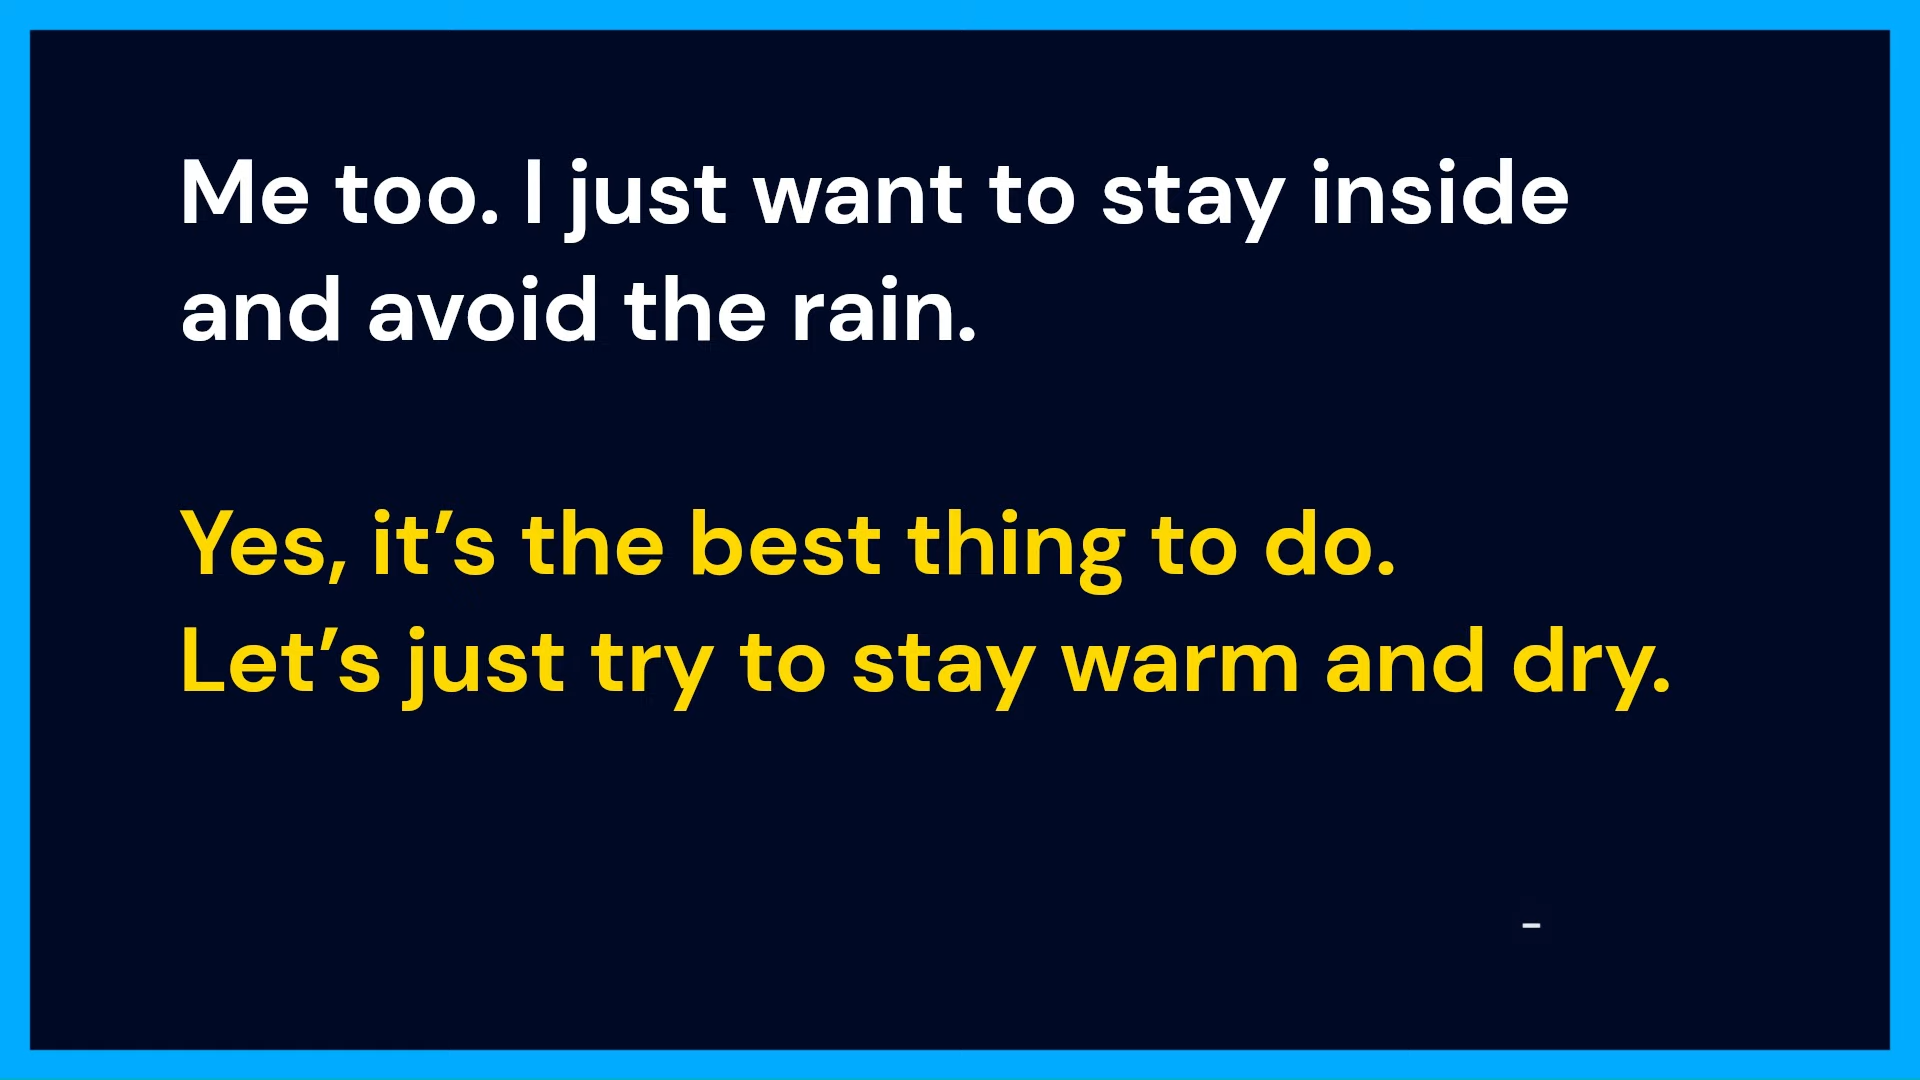 Me too. I just want to stay inside
and avoid the rain.
Yes, it’s the best thing to do.
Let’s just try to stay warm and dry.
-